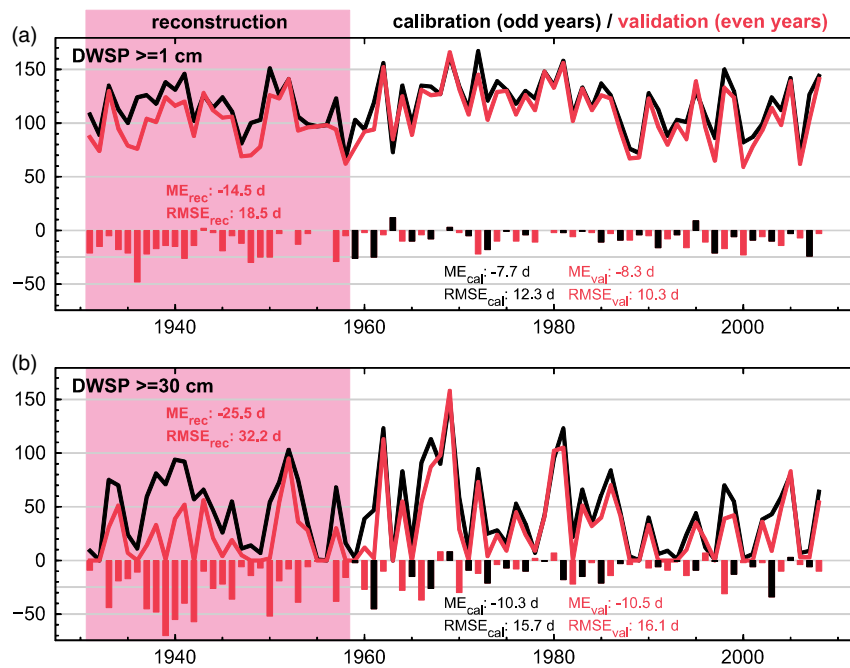 reconstruction calibration (odd years) / validation (even years)
(a)
DWSP >=1 cm
150
100
50
0
−50
ME_rec: -14.5 d
RMSE_rec: 18.5 d
ME_cal: -7.7 d ME_val: -8.3 d
RMSE_cal: 12.3 d RMSE_val: 10.3 d
1940 1960 1980 2000
(b)
DWSP >=30 cm
150
100
50
0
−50
ME_rec: -25.5 d
RMSE_rec: 32.2 d
ME_cal: -10.3 d ME_val: -10.5 d
RMSE_cal: 15.7 d RMSE_val: 16.1 d
1940 1960 1980 2000